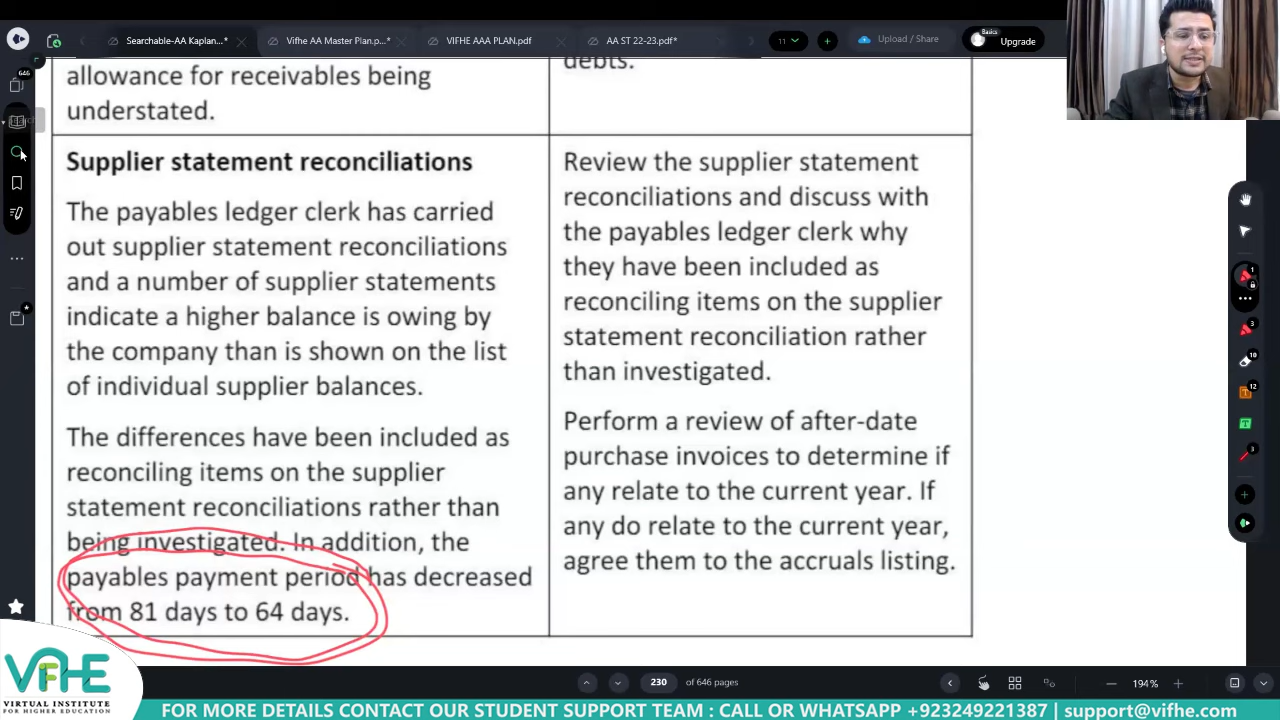 Searchable-AA Kaplan...*
Vifhe AA Master Plan.p...*
VIFHE AAA PLAN.pdf
AA ST 22-23.pdf*
11
Upload / Share
Basics
Upgrade
646
allowance for receivables being
understated.
debts.
Supplier statement reconciliations
The payables ledger clerk has carried
out supplier statement reconciliations
and a number of supplier statements
indicate a higher balance is owing by
the company than is shown on the list
of individual supplier balances.
The differences have been included as
reconciling items on the supplier
statement reconciliations rather than
being investigated. In addition, the
payables payment period has decreased
from 81 days to 64 days.
Review the supplier statement
reconciliations and discuss with
the payables ledger clerk why
they have been included as
reconciling items on the supplier
statement reconciliation rather
than investigated.
Perform a review of after-date
purchase invoices to determine if
any relate to the current year. If
any do relate to the current year,
agree them to the accruals listing.
1
3
10
12
3
230 of 646 pages
194%
VFHE
VIRTUAL INSTITUTE
FOR HIGHER EDUCATION
FOR MORE DETAILS CONTACT OUR STUDENT SUPPORT TEAM : CALL OR WHATSAPP +923249221387 | support@vifhe.com